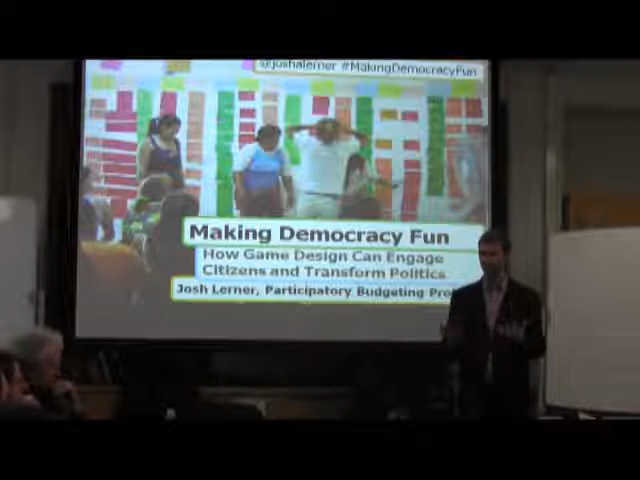 @joshalerner #MakingDemocracyFun
Making Democracy Fun
How Game Design Can Engage
Citizens and Transform Politics
Josh Lerner, Participatory Budgeting